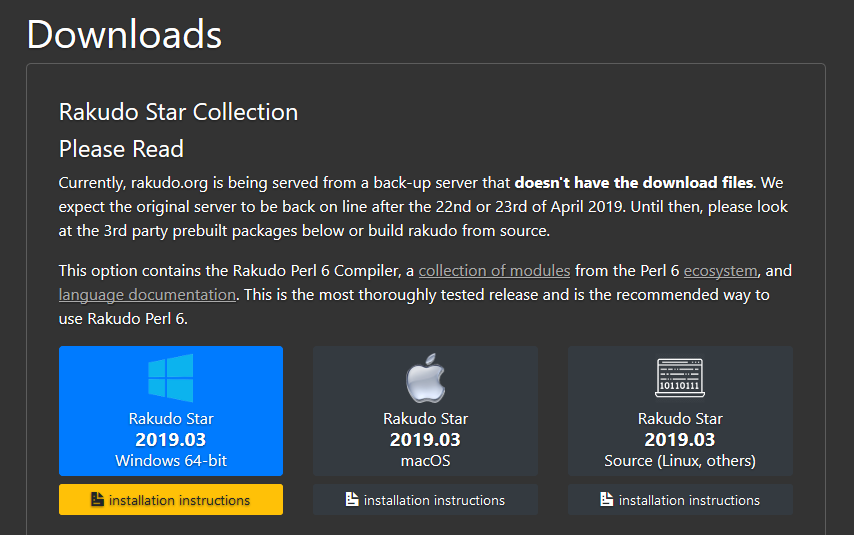 Downloads
Rakudo Star Collection
Please Read
Currently, rakudo.org is being served from a back-up server that doesn't have the download files. We
expect the original server to be back on line after the 22nd or 23rd of April 2019. Until then, please look
at the 3rd party prebuilt packages below or build rakudo from source.
This option contains the Rakudo Perl 6 Compiler, a collection of modules from the Perl 6 ecosystem, and
language documentation. This is the most thoroughly tested release and is the recommended way to
use Rakudo Perl 6.
Rakudo Star
2019.03
Windows 64-bit
installation instructions
Rakudo Star
2019.03
macOS
installation instructions
10110111
Rakudo Star
2019.03
Source (Linux, others)
installation instructions